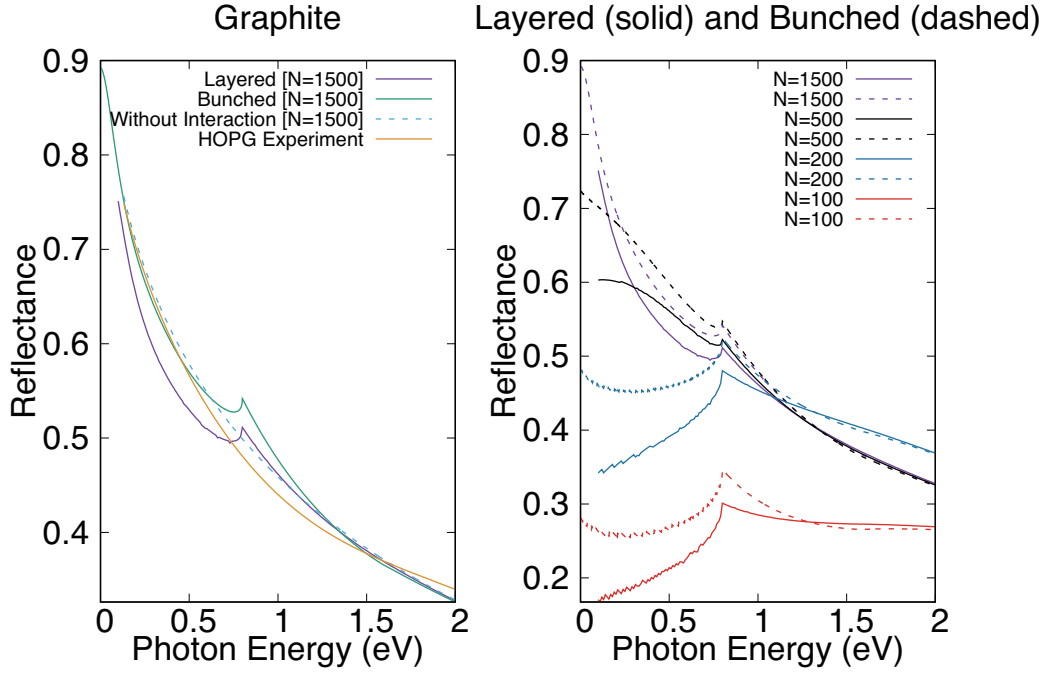 Graphite
Reflectance
0.9
0.8
0.7
0.6
0.5
0.4
Layered [N=1500]
Bunched [N=1500]
Without Interaction [N=1500]
HOPG Experiment
0 0.5 1 1.5 2
Photon Energy (eV)
Layered (solid) and Bunched (dashed)
Reflectance
0.9
0.8
0.7
0.6
0.5
0.4
0.3
0.2
N=1500
N=1500
N=500
N=500
N=200
N=200
N=100
N=100
0 0.5 1 1.5 2
Photon Energy (eV)